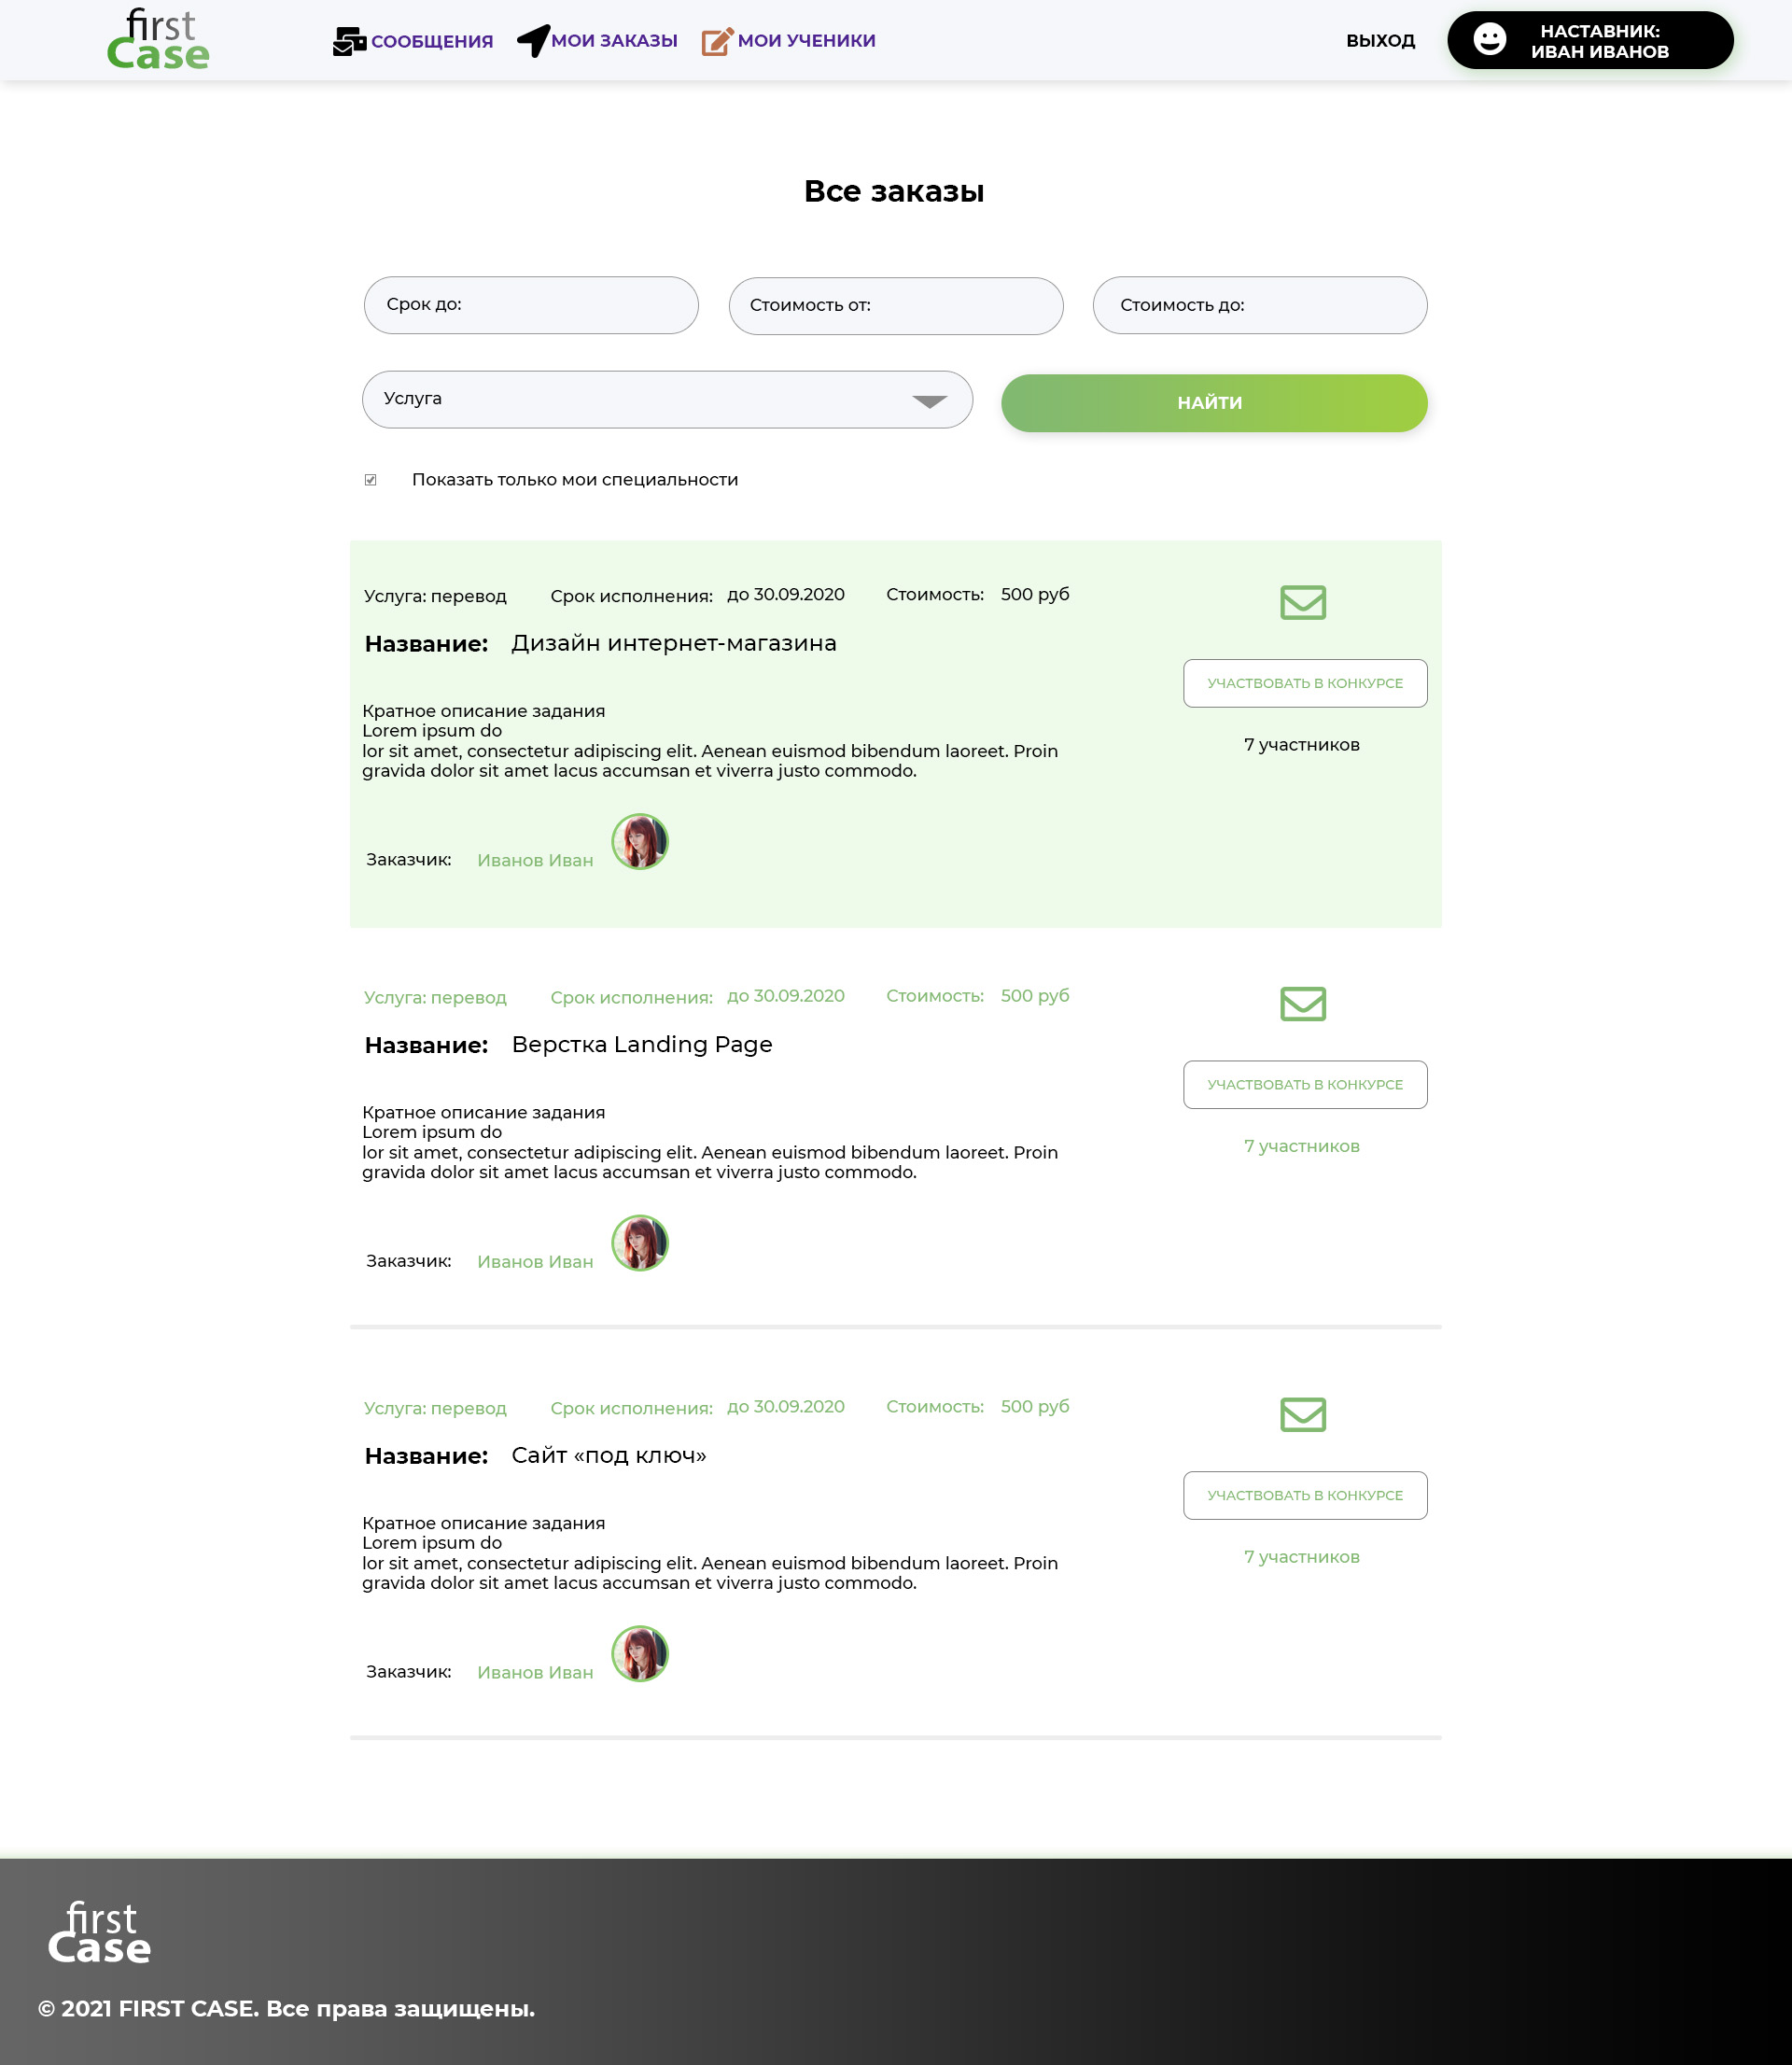 first
Case
СООБЩЕНИЯ
МОИ ЗАКАЗЫ
МОИ УЧЕНИКИ
ВЫХОД
НАСТАВНИК:
ИВАН ИВАНОВ
Все заказы
Срок до:
Стоимость от:
Стоимость до:
Услуга
НАЙТИ
Показать только мои специальности
Услуга: перевод Срок исполнения: до 30.09.2020 Стоимость: 500 руб
Название: Дизайн интернет-магазина
УЧАСТВОВАТЬ В КОНКУРСЕ
7 участников
Кратное описание задания
Lorem ipsum do
lor sit amet, consectetur adipiscing elit. Aenean euismod bibendum laoreet. Proin
gravida dolor sit amet lacus accumsan et viverra justo commodo.
Заказчик: Иванов Иван
Услуга: перевод Срок исполнения: до 30.09.2020 Стоимость: 500 руб
Название: Верстка Landing Page
УЧАСТВОВАТЬ В КОНКУРСЕ
7 участников
Кратное описание задания
Lorem ipsum do
lor sit amet, consectetur adipiscing elit. Aenean euismod bibendum laoreet. Proin
gravida dolor sit amet lacus accumsan et viverra justo commodo.
Заказчик: Иванов Иван
Услуга: перевод Срок исполнения: до 30.09.2020 Стоимость: 500 руб
Название: Сайт «под ключ»
УЧАСТВОВАТЬ В КОНКУРСЕ
7 участников
Кратное описание задания
Lorem ipsum do
lor sit amet, consectetur adipiscing elit. Aenean euismod bibendum laoreet. Proin
gravida dolor sit amet lacus accumsan et viverra justo commodo.
Заказчик: Иванов Иван
first
Case
© 2021 FIRST CASE. Все права защищены.